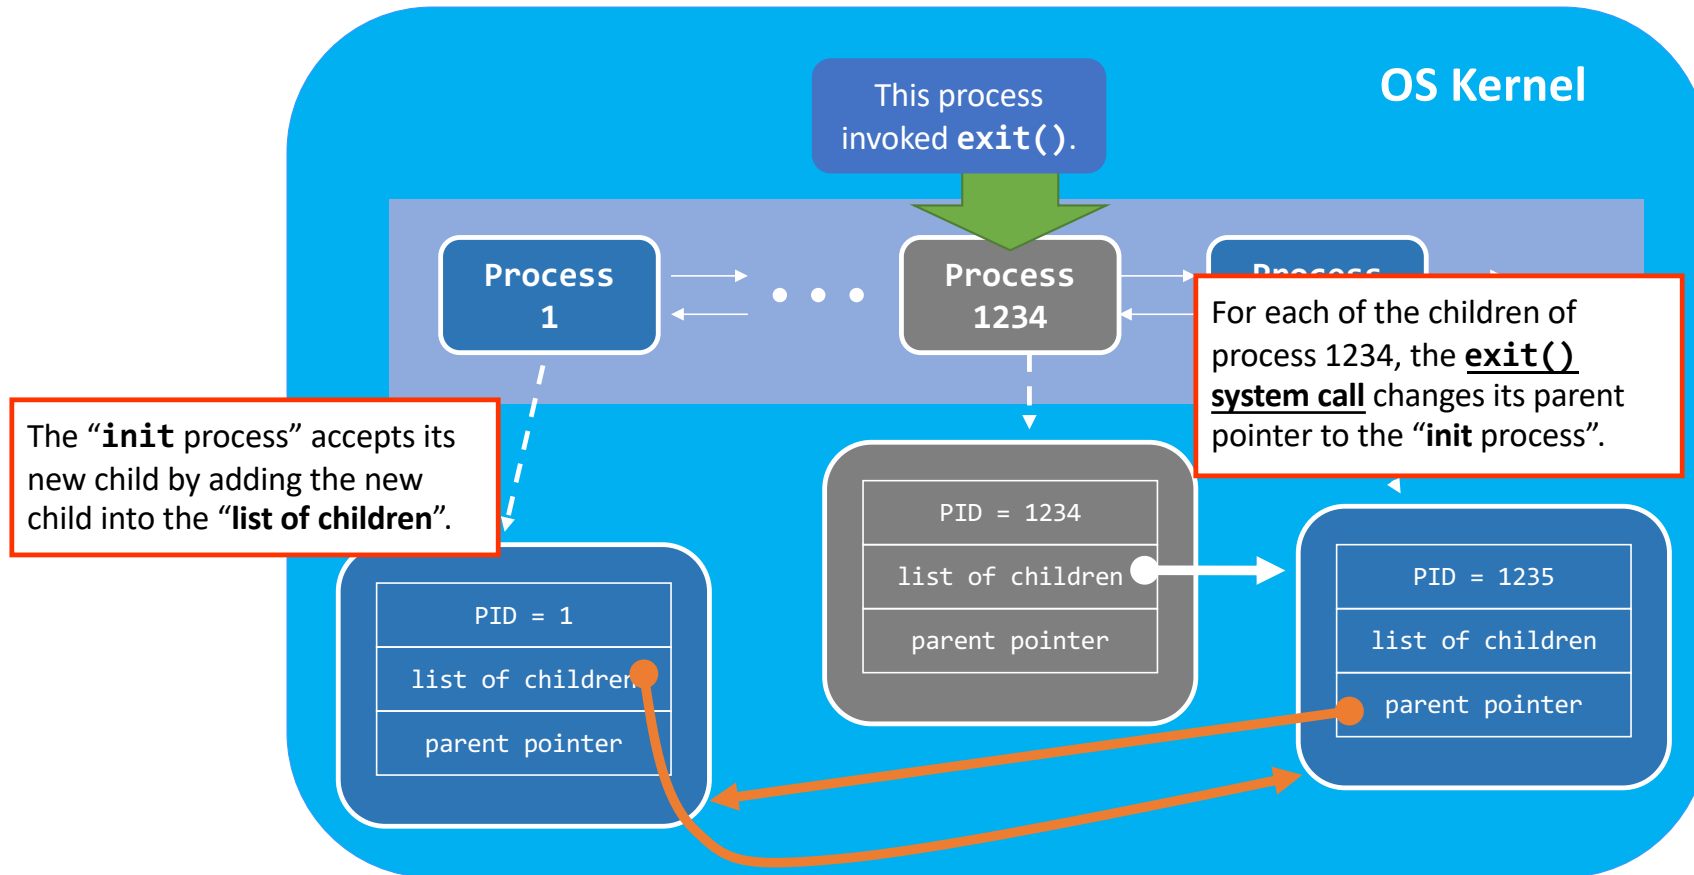 OS Kernel
This process
invoked exit().
Process
1
• • •
Process
1234
Process
For each of the children of
process 1234, the exit()
system call changes its parent
pointer to the “init process”.
The “init process” accepts its
new child by adding the new
child into the “list of children”.
PID = 1234
list of children
parent pointer
PID = 1235
list of children
parent pointer
PID = 1
list of children
parent pointer